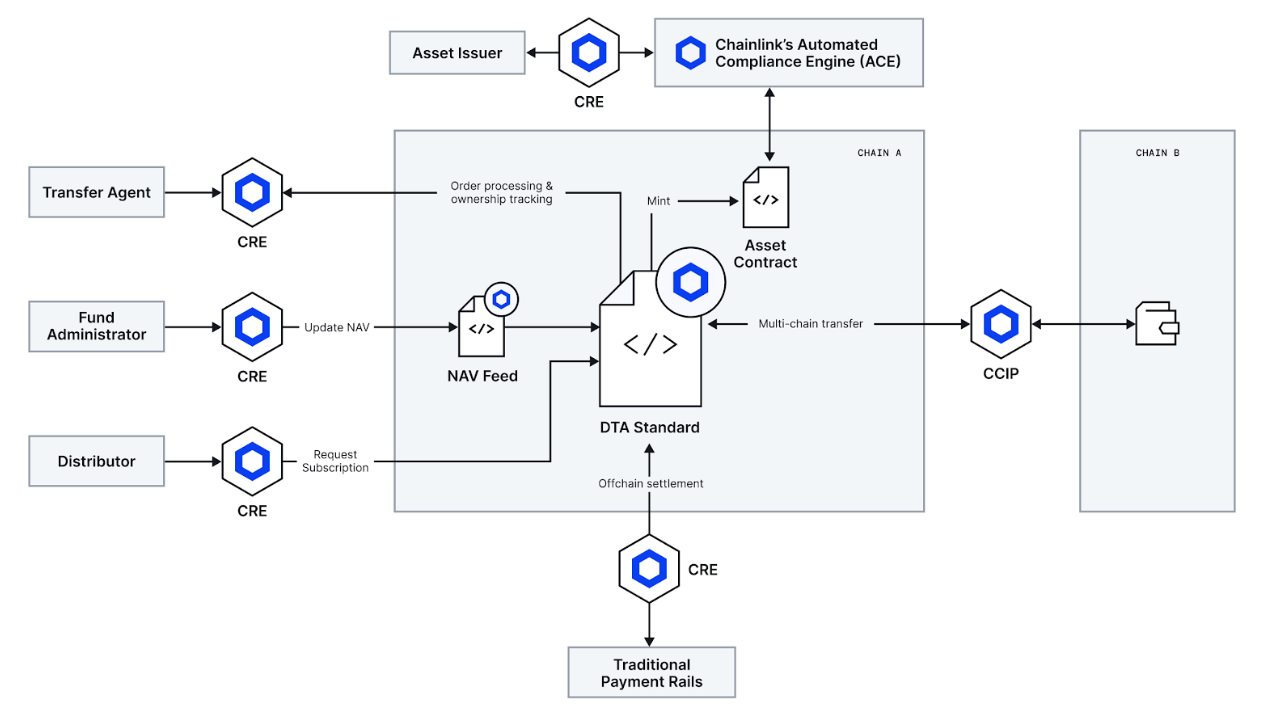 Asset Issuer
CRE
Chainlink’s Automated
Compliance Engine (ACE)
CHAIN A
CHAIN B
Transfer Agent
CRE
Order processing &
ownership tracking
Mint
</>
Asset
Contract
Fund
Administrator
CRE
Update NAV
</>
NAV Feed
</>
DTA Standard
Multi-chain transfer
CCIP
Distributor
CRE
Request
Subscription
Offchain settlement
CRE
Traditional
Payment Rails